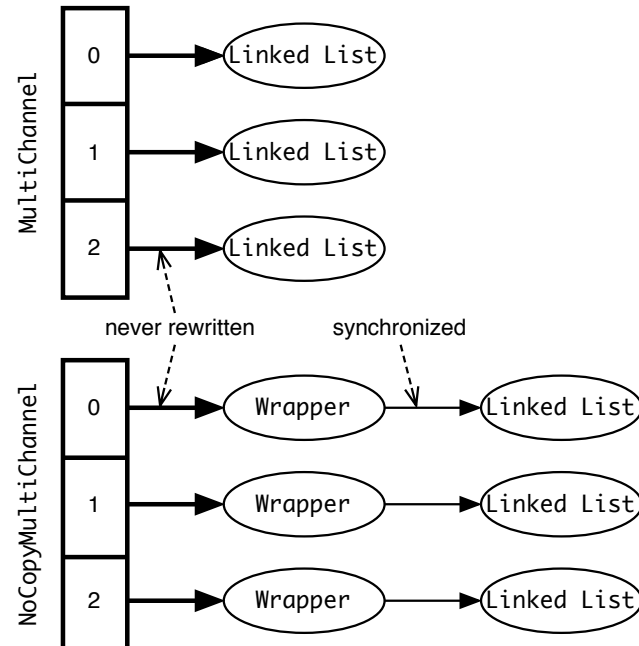 MultiChannel
0 Linked List
1 Linked List
2 Linked List
never rewritten synchronized
NoCopyMultiChannel
0 Wrapper Linked List
1 Wrapper Linked List
2 Wrapper Linked List